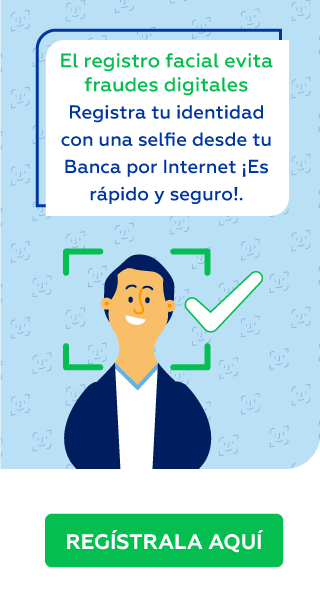 El registro facial evita
fraudes digitales
Registra tu identidad
con una selfie desde tu
Banca por Internet ¡Es
rápido y seguro!.
REGÍSTRALA AQUÍ